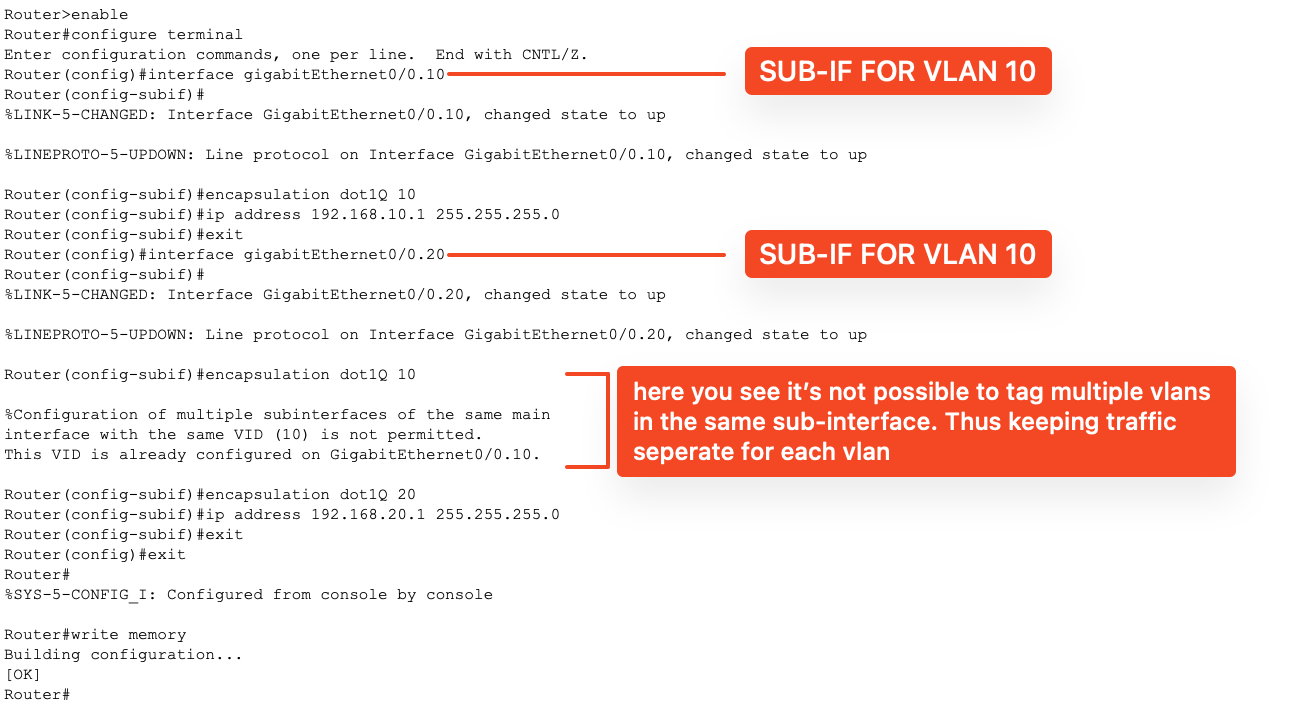 Router>enable
Router#configure terminal
Enter configuration commands, one per line.  End with CNTL/Z.
Router(config)#interface gigabitEthernet0/0.10
SUB-IF FOR VLAN 10
Router(config-subif)#
%LINK-5-CHANGED: Interface GigabitEthernet0/0.10, changed state to up
%LINEPROTO-5-UPDOWN: Line protocol on Interface GigabitEthernet0/0.10, changed state to up
Router(config-subif)#encapsulation dot1Q 10
Router(config-subif)#ip address 192.168.10.1 255.255.255.0
Router(config-subif)#exit
Router(config)#interface gigabitEthernet0/0.20
SUB-IF FOR VLAN 10
Router(config-subif)#
%LINK-5-CHANGED: Interface GigabitEthernet0/0.20, changed state to up
%LINEPROTO-5-UPDOWN: Line protocol on Interface GigabitEthernet0/0.20, changed state to up
Router(config-subif)#encapsulation dot1Q 10
%Configuration of multiple subinterfaces of the same main
interface with the same VID (10) is not permitted.
This VID is already configured on GigabitEthernet0/0.10.
here you see it’s not possible to tag multiple vlans
in the same sub-interface. Thus keeping traffic
seperate for each vlan
Router(config-subif)#encapsulation dot1Q 20
Router(config-subif)#ip address 192.168.20.1 255.255.255.0
Router(config-subif)#exit
Router(config)#exit
Router#
%SYS-5-CONFIG_I: Configured from console by console
Router#write memory
Building configuration...
[OK]
Router#